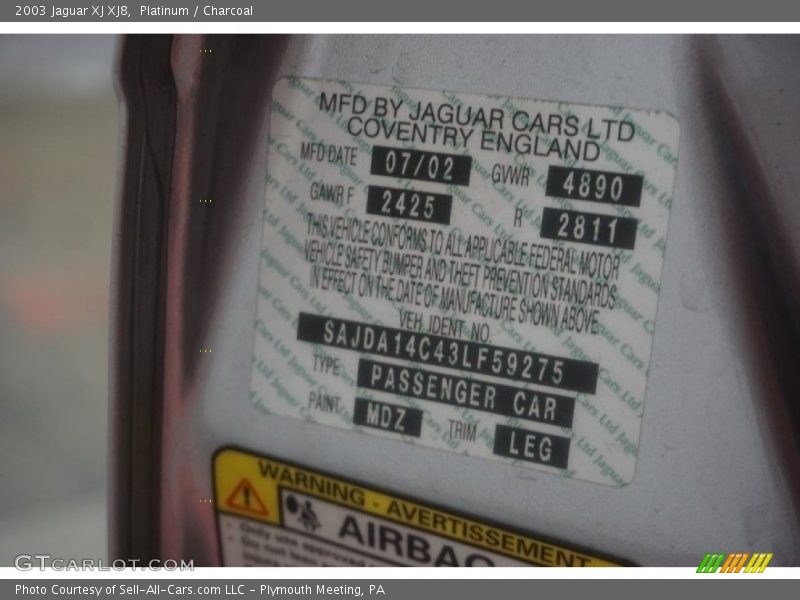 2003 Jaguar XJ XJ8, Platinum / Charcoal
MFD BY JAGUAR CARS LTD
COVENTRY ENGLAND
MFD DATE 07/02 GVWR 4890
GAWR F 2425 R 2811
THIS VEHICLE CONFORMS TO ALL APPLICABLE FEDERAL MOTOR
VEHICLE SAFETY BUMPER AND THEFT PREVENTION STANDARDS
IN EFFECT ON THE DATE OF MANUFACTURE SHOWN ABOVE
VEH. IDENT. NO.
SAJDA14C43LF59275
TYPE PASSENGER CAR
PAINT MDZ TRIM LEG
WARNING - AVERTISSEMENT
AIRBAG
GTCARLOT.COM
Photo Courtesy of Sell-All-Cars.com LLC - Plymouth Meeting, PA